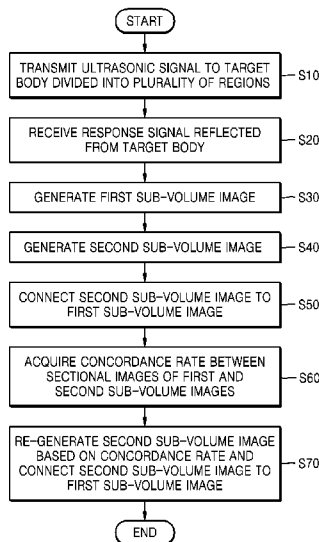 START
TRANSMIT ULTRASONIC SIGNAL TO TARGET
BODY DIVIDED INTO PLURALITY OF REGIONS
S10
RECEIVE RESPONSE SIGNAL REFLECTED
FROM TARGET BODY
S20
GENERATE FIRST SUB-VOLUME IMAGE
S30
GENERATE SECOND SUB-VOLUME IMAGE
S40
CONNECT SECOND SUB-VOLUME IMAGE TO
FIRST SUB-VOLUME IMAGE
S50
ACQUIRE CONCORDANCE RATE BETWEEN
SECTIONAL IMAGES OF FIRST AND
SECOND SUB-VOLUME IMAGES
S60
RE-GENERATE SECOND SUB-VOLUME IMAGE
BASED ON CONCORDANCE RATE AND
CONNECT SECOND SUB-VOLUME IMAGE TO
FIRST SUB-VOLUME IMAGE
S70
END